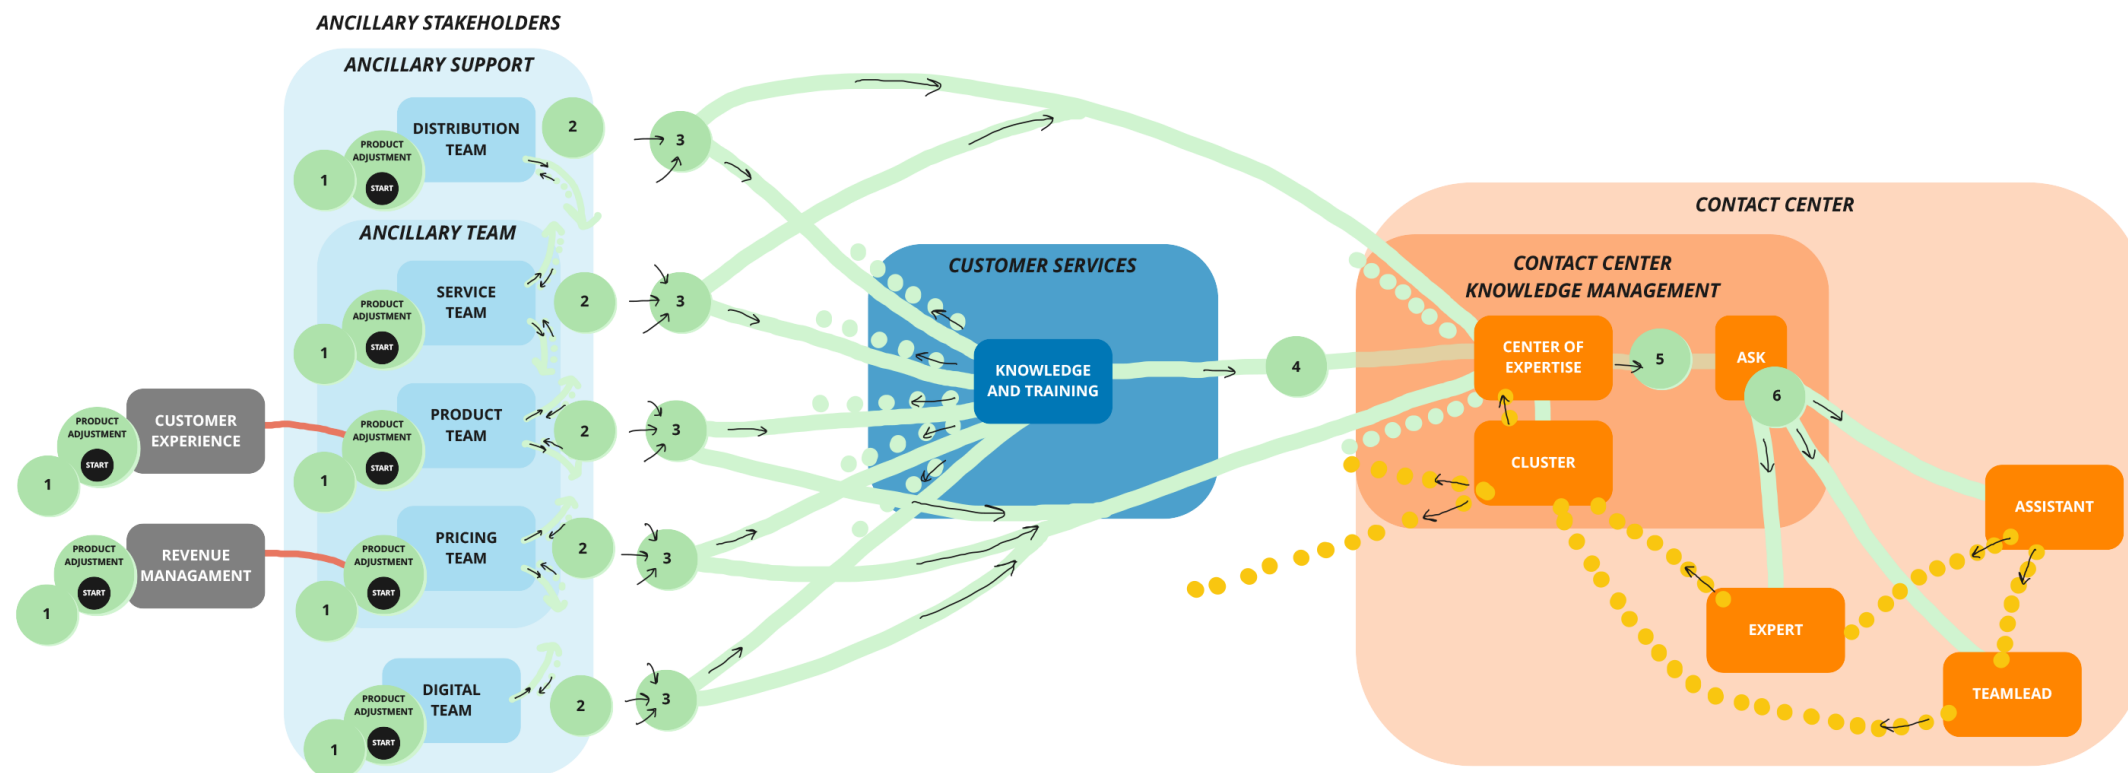 ANCILLARY STAKEHOLDERS
ANCILLARY SUPPORT
DISTRIBUTION
TEAM
2
PRODUCT
ADJUSTMENT
START
1
3
ANCILLARY TEAM
SERVICE
TEAM
2
PRODUCT
ADJUSTMENT
START
1
3
PRODUCT
TEAM
2
PRODUCT
ADJUSTMENT
START
1
3
CUSTOMER
EXPERIENCE
PRODUCT
ADJUSTMENT
START
1
PRICING
TEAM
2
PRODUCT
ADJUSTMENT
START
1
3
REVENUE
MANAGAMENT
PRODUCT
ADJUSTMENT
START
1
DIGITAL
TEAM
2
PRODUCT
ADJUSTMENT
START
1
3
CUSTOMER SERVICES
KNOWLEDGE
AND TRAINING
4
CONTACT CENTER
CONTACT CENTER
KNOWLEDGE MANAGEMENT
CENTER OF
EXPERTISE
5
ASK
6
CLUSTER
ASSISTANT
EXPERT
TEAMLEAD